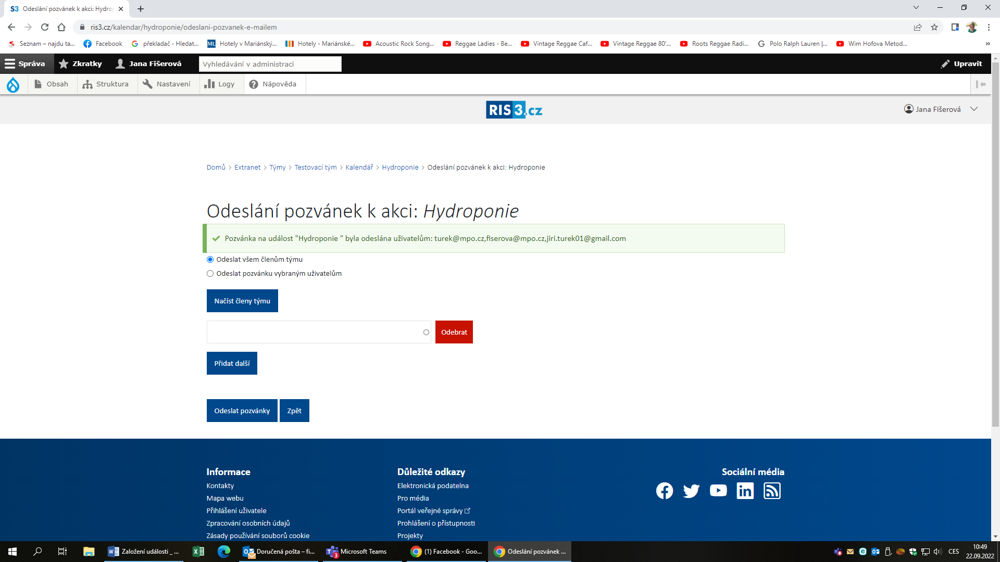 S3 Odeslání pozvánek k akci: Hydrop
ris3.cz/kalendar/hydroponie/odeslani-pozvanek-e-mailem
Seznam – najdu ta... Facebook překladač - Hledat... Hotely v Mariánský... Hotely - Mariánské... Acoustic Rock Song... Reggae Ladies - Be... Vintage Reggae Caf... Vintage Reggae 80'... Roots Reggae Radi... Polo Ralph Lauren |... Wim Hofova Metod... »
Správa Zkratky Jana Fišerová Vyhledávání v administraci Upravit
Obsah Struktura Nastavení Logy Nápověda
RIS3.cz Jana Fišerová
Domů > Extranet > Týmy > Testovací tým > Kalendář > Hydroponie > Odeslání pozvánek k akci: Hydroponie
Odeslání pozvánek k akci: Hydroponie
Pozvánka na událost "Hydroponie " byla odeslána uživatelům: turek@mpo.cz,fiserova@mpo.cz,jiri.turek01@gmail.com
Odeslat všem členům týmu
Odeslat pozvánku vybraným uživatelům
Načíst členy týmu
Odebrat
Přidat další
Odeslat pozvánky Zpět
Informace Důležité odkazy Sociální média
Kontakty Elektronická podatelna
Mapa webu Pro média
Přihlášení uživatele Portál veřejné správy
Zpracování osobních údajů Prohlášení o přístupnosti
Zásady používání souborů cookie Projekty
Založení události _ ... Doručená pošta – fi... Microsoft Teams 3 (1) Facebook - Goo... Odeslání pozvánek ... CES 10:49
22.09.2022